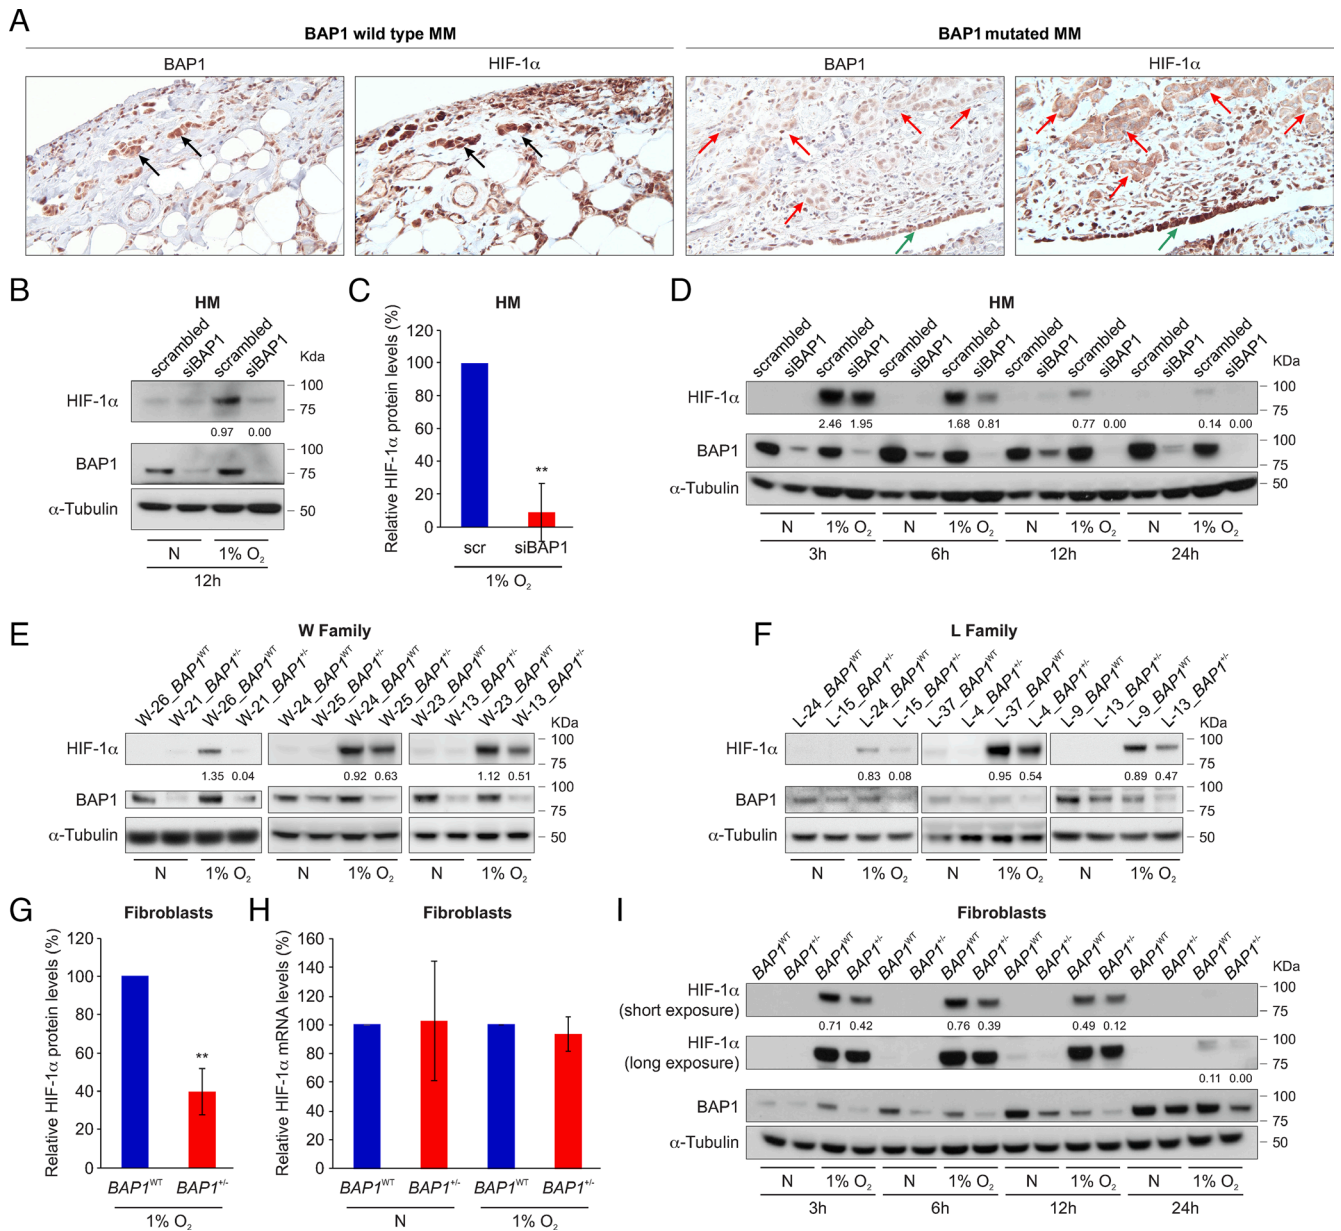 A
BAP1 wild type MM
BAP1 mutated MM
BAP1
HIF-1α
BAP1
HIF-1α
B
HM
scrambled
siBAP1
scrambled
siBAP1
Kda
HIF-1α
100
75
0.97 0.00
BAP1
100
75
α-Tubulin
50
N
1% O2
12h
C
HM
Relative HIF-1α protein levels (%)
120
100
80
60
40
20
0
**
scr
siBAP1
1% O2
D
HM
scrambled
siBAP1
scrambled
siBAP1
scrambled
siBAP1
scrambled
siBAP1
scrambled
siBAP1
scrambled
siBAP1
scrambled
siBAP1
scrambled
siBAP1
KDa
HIF-1α
100
75
2.46 1.95 1.68 0.81 0.77 0.00 0.14 0.00
BAP1
100
75
α-Tubulin
50
N 1% O2 N 1% O2 N 1% O2 N 1% O2
3h 6h 12h 24h
E
W Family
W-26_BAP1WT
W-21_BAP1+/-
W-26_BAP1WT
W-21_BAP1+/-
W-24_BAP1WT
W-25_BAP1+/-
W-24_BAP1WT
W-25_BAP1+/-
W-23_BAP1WT
W-13_BAP1+/-
W-23_BAP1WT
W-13_BAP1+/-
KDa
HIF-1α
100
75
1.35 0.04 0.92 0.63 1.12 0.51
BAP1
100
75
α-Tubulin
50
N 1% O2 N 1% O2 N 1% O2
F
L Family
L-24_BAP1WT
L-15_BAP1+/-
L-24_BAP1WT
L-15_BAP1+/-
L-37_BAP1WT
L-4_BAP1+/-
L-37_BAP1WT
L-4_BAP1+/-
L-9_BAP1WT
L-13_BAP1+/-
L-9_BAP1WT
L-13_BAP1+/-
KDa
HIF-1α
100
75
0.83 0.08 0.95 0.54 0.89 0.47
BAP1
100
75
α-Tubulin
50
N 1% O2 N 1% O2 N 1% O2
G
Fibroblasts
Relative HIF-1α protein levels (%)
120
100
80
60
40
20
0
**
BAP1WT
BAP1+/-
1% O2
H
Fibroblasts
Relative HIF-1α mRNA levels (%)
160
140
120
100
80
60
40
20
0
BAP1WT
BAP1+/-
BAP1WT
BAP1+/-
N
1% O2
I
Fibroblasts
BAP1WT
BAP1+/-
BAP1WT
BAP1+/-
BAP1WT
BAP1+/-
BAP1WT
BAP1+/-
BAP1WT
BAP1+/-
BAP1WT
BAP1+/-
BAP1WT
BAP1+/-
BAP1WT
BAP1+/-
KDa
HIF-1α
(short exposure)
100
75
0.71 0.42 0.76 0.39 0.49 0.12
HIF-1α
(long exposure)
100
75
0.11 0.00
BAP1
100
75
α-Tubulin
50
N 1% O2 N 1% O2 N 1% O2 N 1% O2
3h 6h 12h 24h